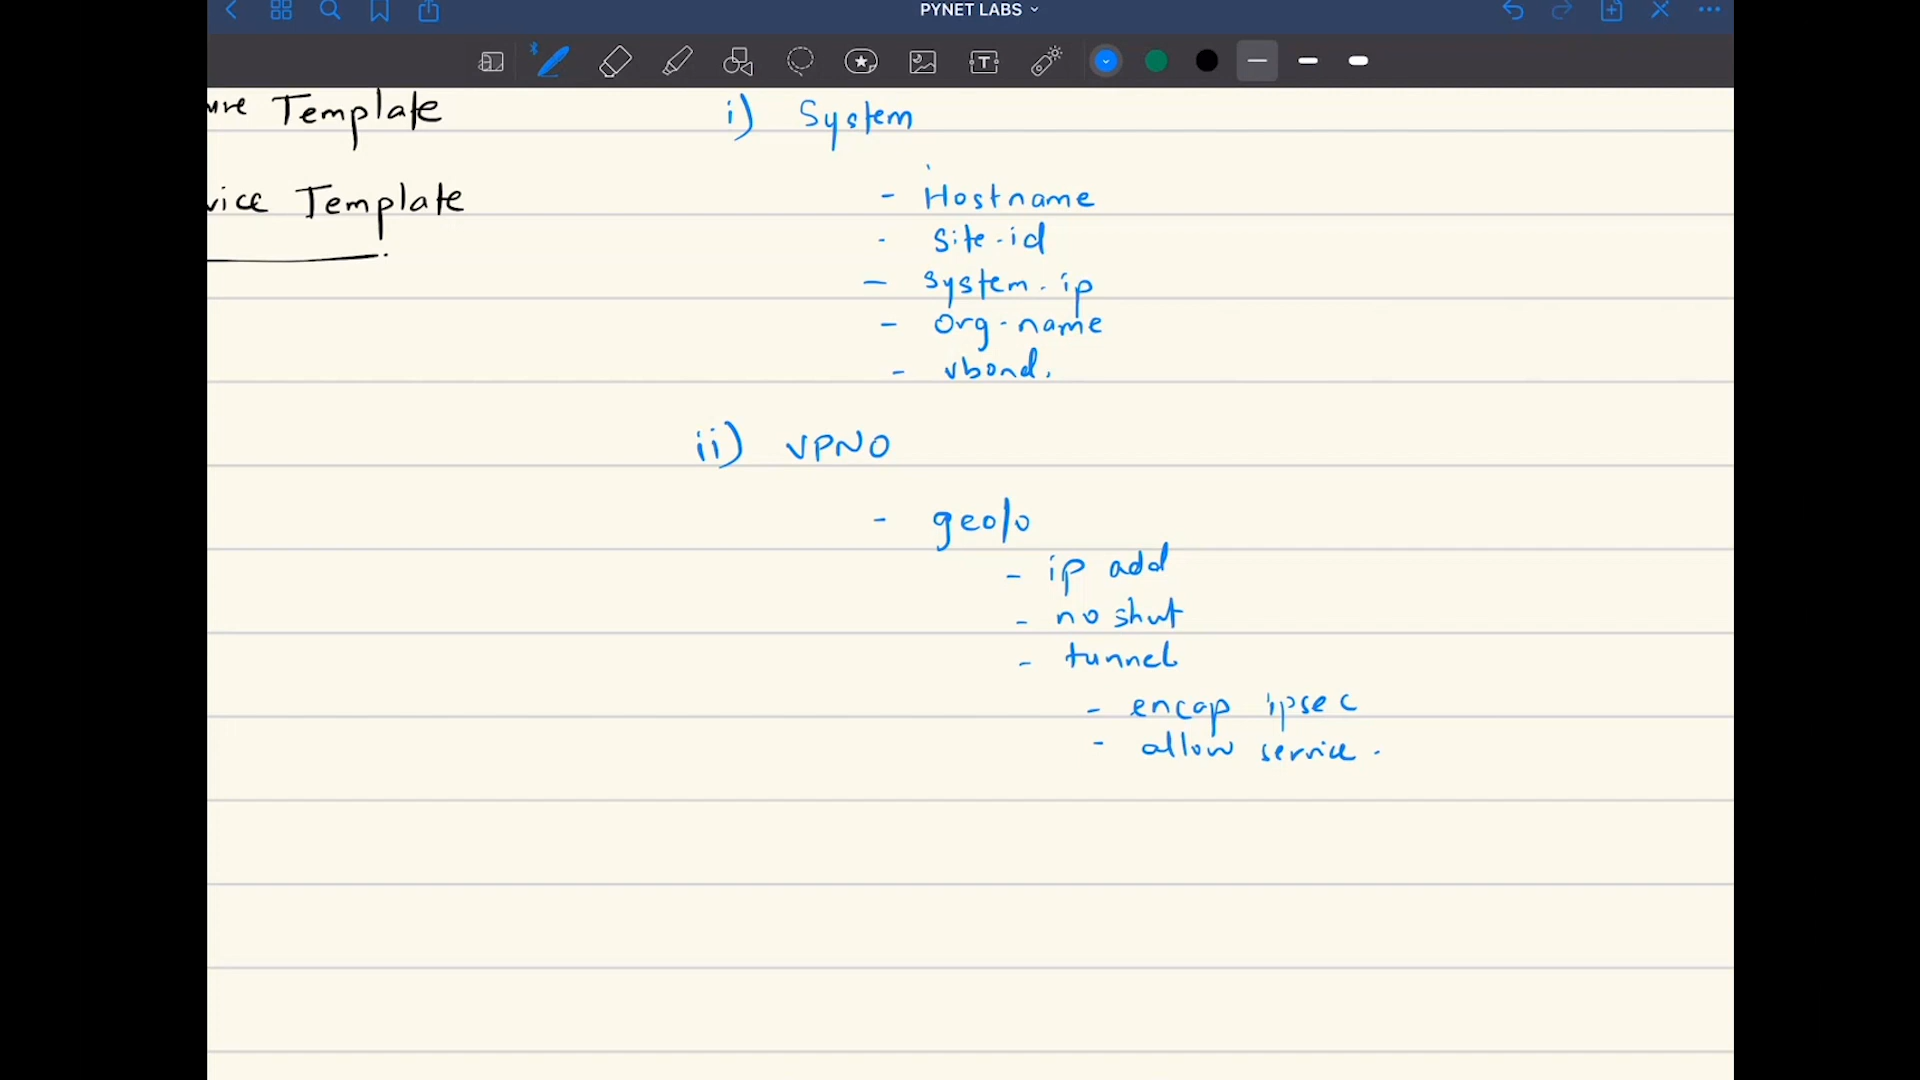 PYNET LABS
ure Template
vice Template
i) System
- Hostname
- Site-id
- System-ip
- Org-name
- vbond.
ii) VPN0
- ge0/0
- ip add
- no shut
- tunnel
- encap ipsec
- allow service.